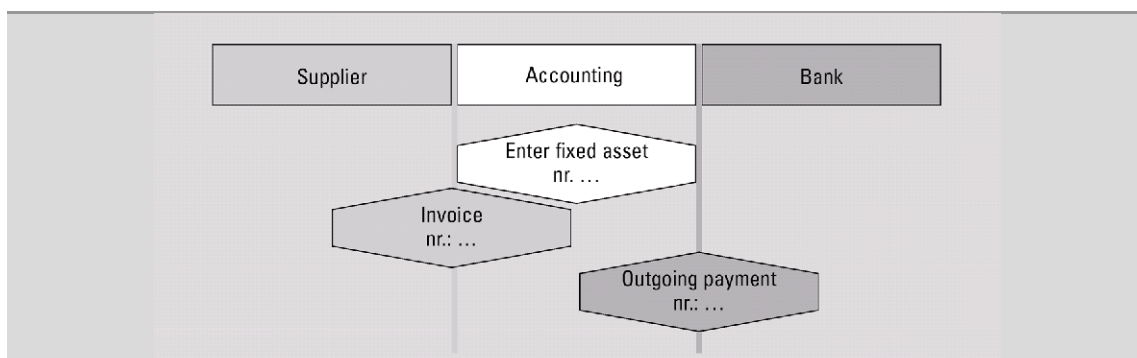 Supplier
Accounting
Bank
Enter fixed asset
nr. ...
Invoice
nr.: ...
Outgoing payment
nr.: ...